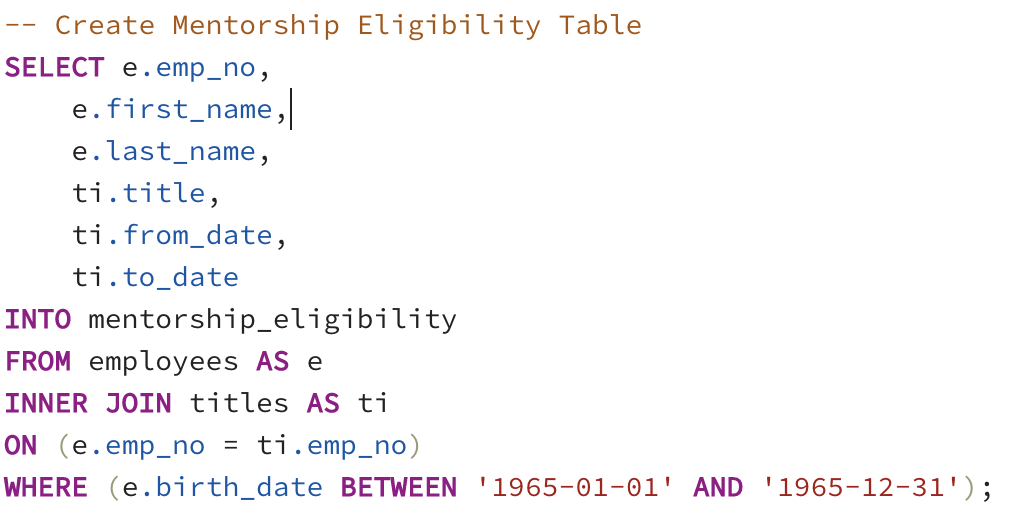 -- Create Mentorship Eligibility Table
SELECT e.emp_no,
    e.first_name,
    e.last_name,
    ti.title,
    ti.from_date,
    ti.to_date
INTO mentorship_eligibility
FROM employees AS e
INNER JOIN titles AS ti
ON (e.emp_no = ti.emp_no)
WHERE (e.birth_date BETWEEN '1965-01-01' AND '1965-12-31');